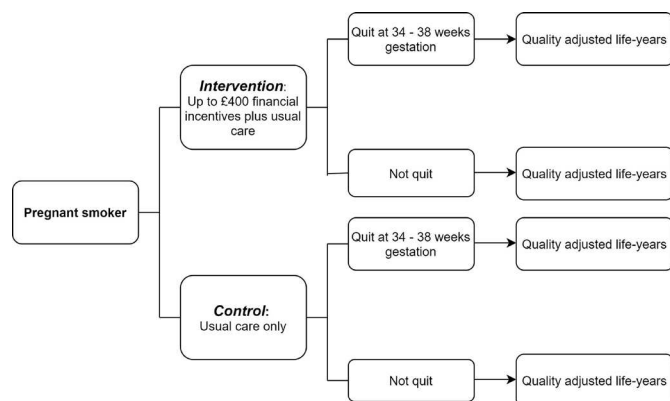 Quit at 34 - 38 weeks
gestation
Quality adjusted life-years
Intervention:
Up to £400 financial
incentives plus usual
care
Not quit
Quality adjusted life-years
Pregnant smoker
Quit at 34 - 38 weeks
gestation
Quality adjusted life-years
Control:
Usual care only
Not quit
Quality adjusted life-years